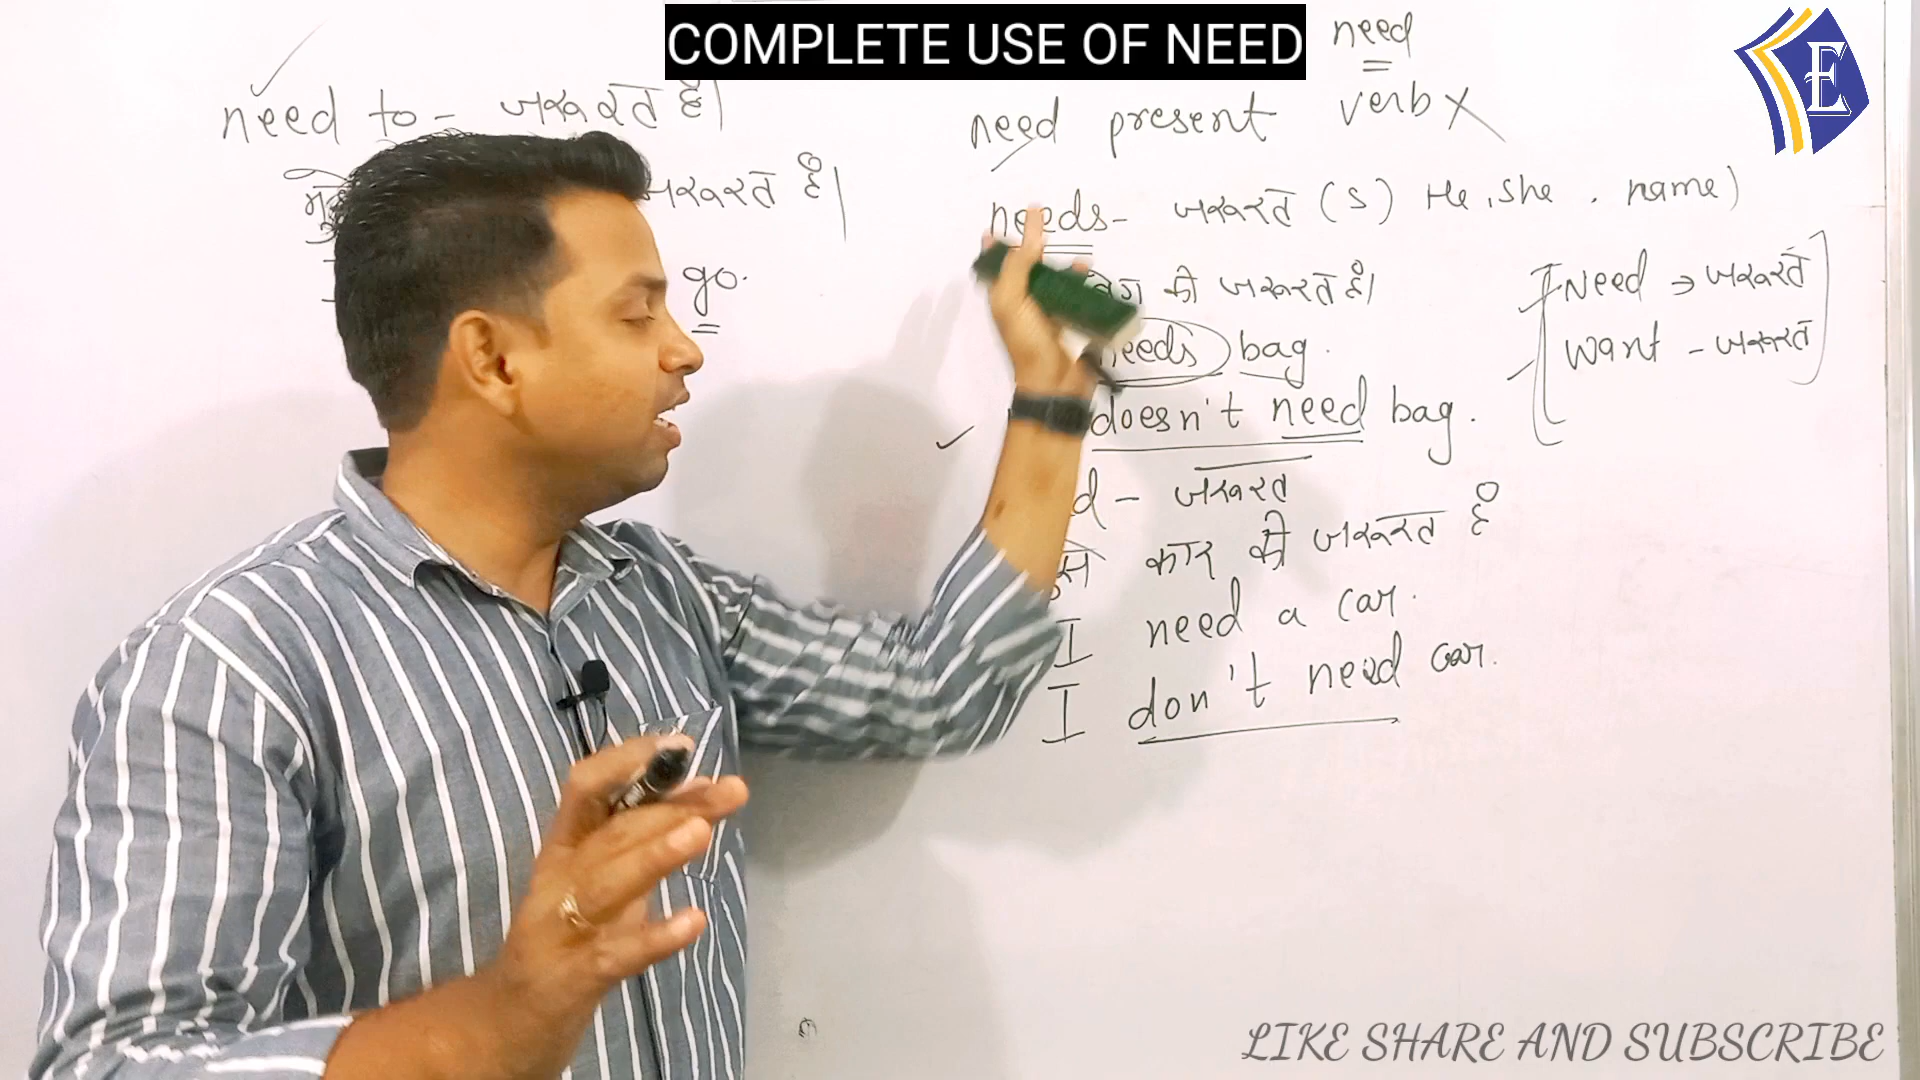 COMPLETE USE OF NEED
need to - जरूरत है।
जरूरत है।
go.
need
need present verb X
needs - जरूरत (s) He, she, name)
बैग की जरूरत है।
needs bag.
doesn't need bag.
d - जरूरत
कार की जरूरत है
I need a car.
I don't need car.
Need → जरूरत
Want - जरूरत
E
LIKE SHARE AND SUBSCRIBE